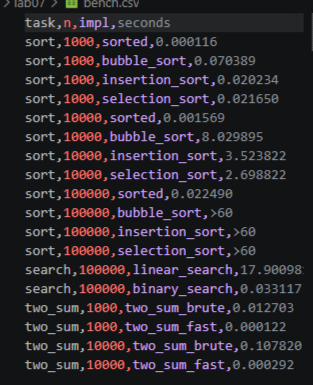 > lab07 > bench.csv
task,n,impl,seconds
sort,1000,sorted,0.000116
sort,1000,bubble_sort,0.070389
sort,1000,insertion_sort,0.020234
sort,1000,selection_sort,0.021650
sort,10000,sorted,0.001569
sort,10000,bubble_sort,8.029895
sort,10000,insertion_sort,3.523822
sort,10000,selection_sort,2.698822
sort,100000,sorted,0.022490
sort,100000,bubble_sort,>60
sort,100000,insertion_sort,>60
sort,100000,selection_sort,>60
search,100000,linear_search,17.90098
search,100000,binary_search,0.033117
two_sum,1000,two_sum_brute,0.012703
two_sum,1000,two_sum_fast,0.000122
two_sum,10000,two_sum_brute,0.107820
two_sum,10000,two_sum_fast,0.000292